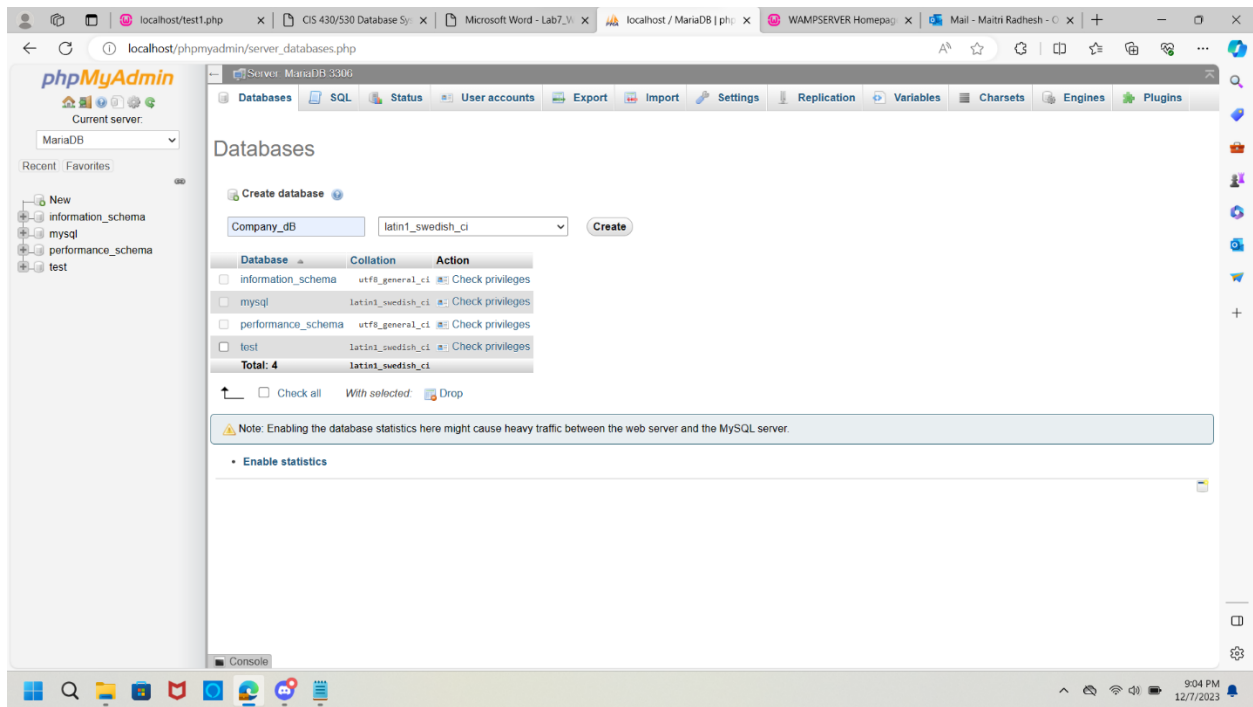 localhost/test1.php
CIS 430/530 Database Sys
Microsoft Word - Lab7_W
localhost / MariaDB | php
WAMPSERVER Homepag
Mail - Maitri Radhesh - O
localhost/phpmyadmin/server_databases.php
phpMyAdmin
Current server:
MariaDB
Recent Favorites
New
information_schema
mysql
performance_schema
test
Server: MariaDB:3306
Databases SQL Status User accounts Export Import Settings Replication Variables Charsets Engines Plugins
Databases
Create database
Company_dB latin1_swedish_ci Create
Database Collation Action
information_schema utf8_general_ci Check privileges
mysql latin1_swedish_ci Check privileges
performance_schema utf8_general_ci Check privileges
test latin1_swedish_ci Check privileges
Total: 4 latin1_swedish_ci
Check all With selected: Drop
Note: Enabling the database statistics here might cause heavy traffic between the web server and the MySQL server.
• Enable statistics
Console
9:04 PM
12/7/2023